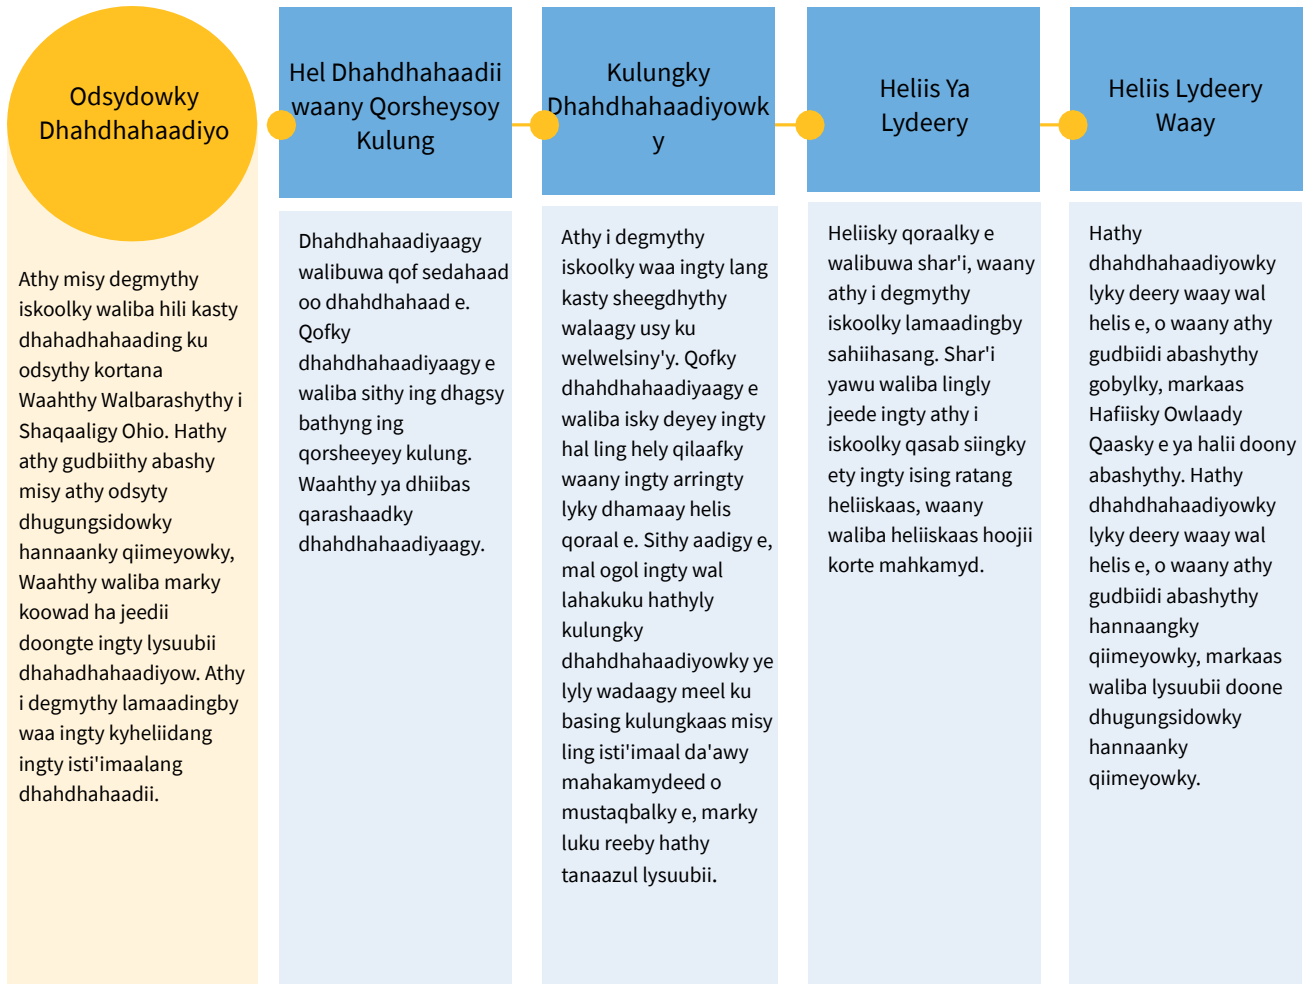 Odsydowky
Dhahdhahaadiyo
Athy misy degmythy
iskoolky waliba hili kasty
dhahadhahaading ku
odsythy kortana
Waahthy Walbarashythy i
Shaqaaligy Ohio. Hathy
athy gudbiithy abashy
misy athy odsyty
dhugungsidowky
hannaanky qiimeyowky,
Waahthy waliba marky
koowad ha jeedii
doongte ingty lysuubii
dhahadhahaadiyow. Athy
i degmythy lamaadingby
waa ingty kyheliidang
ingty isti'imaalang
dhahdhahaadii.
Hel Dhahdhahaadii
waany Qorsheysoy
Kulung
Dhahdhahaadiyaagy
walibuwa qof sedahaad
oo dhahdhahaad e.
Qofky
dhahdhahaadiyaagy e
waliba sithy ing dhagsy
bathyng ing
qorsheeyey kulung.
Waahthy ya dhiibas
qarashaadky
dhahdhahaadiyaagy.
Kulungky
Dhahdhahaadiyowk
y
Athy i degmythy
iskoolky waa ingty lang
kasty sheegdhythy
walaagy usy ku
welwelsiny'y. Qofky
dhahdhahaadiyaagy e
waliba isky deyey ingty
hal ling hely qilaafky
waany ingty arringty
lyky dhamaay helis
qoraal e. Sithy aadigy e,
mal ogol ingty wal
lahakuku hathyly
kulungky
dhahdhahaadiyowky ye
lyly wadaagy meel ku
basing kulungkaas misy
ling isti'imaal da'awy
mahakamydeed o
mustaqbalky e, marky
luku reeby hathy
tanaazul lysuubii.
Heliis Ya
Lydeery
Heliisky qoraalky e
walibuwa shar'i, waany
athy i degmythy
iskoolky lamaadingby
sahiihasang. Shar'i
yawu waliba lingly
jeede ingty athy i
iskoolky qasab siingky
ety ingty ising ratang
heliiskaas, waany
waliba heliiskaas hoojii
korte mahkamyd.
Heliis Lydeery
Waay
Hathy
dhahdhahaadiyowky
lyky deery waay wal
helis e, o waany athy
gudbiidi abashythy
gobylky, markaas
Hafiisky Owlaady
Qaasky e ya halii doony
abashythy. Hathy
dhahdhahaadiyowky
lyky deery waay wal
helis e, o waany athy
gudbiidi abashythy
hannaangky
qiimeyowky, markaas
waliba lysuubii doone
dhugungsidowky
hannaanky
qiimeyowky.